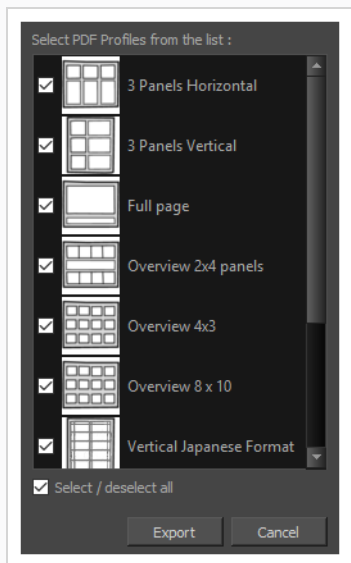 Select PDF Profiles from the list :
3 Panels Horizontal
3 Panels Vertical
Full page
Overview 2x4 panels
Overview 4x3
Overview 8 x 10
Vertical Japanese Format
Select / deselect all
Export
Cancel